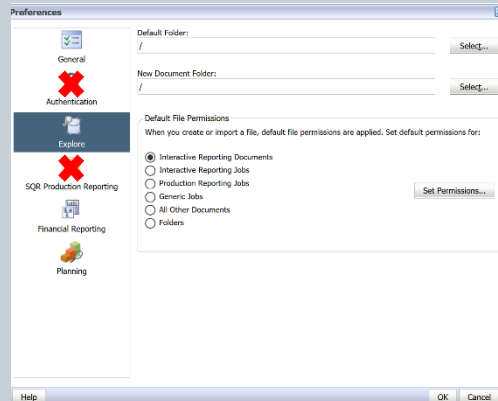 Preferences
General
Authentication
Explore
SQR Production Reporting
Financial Reporting
Planning
Default Folder:
/
Select...
New Document Folder:
/
Select...
Default File Permissions
When you create or import a file, default file permissions are applied. Set default permissions for:
Interactive Reporting Documents
Interactive Reporting Jobs
Production Reporting Jobs
Generic Jobs
All Other Documents
Folders
Set Permissions...
Help
OK
Cancel